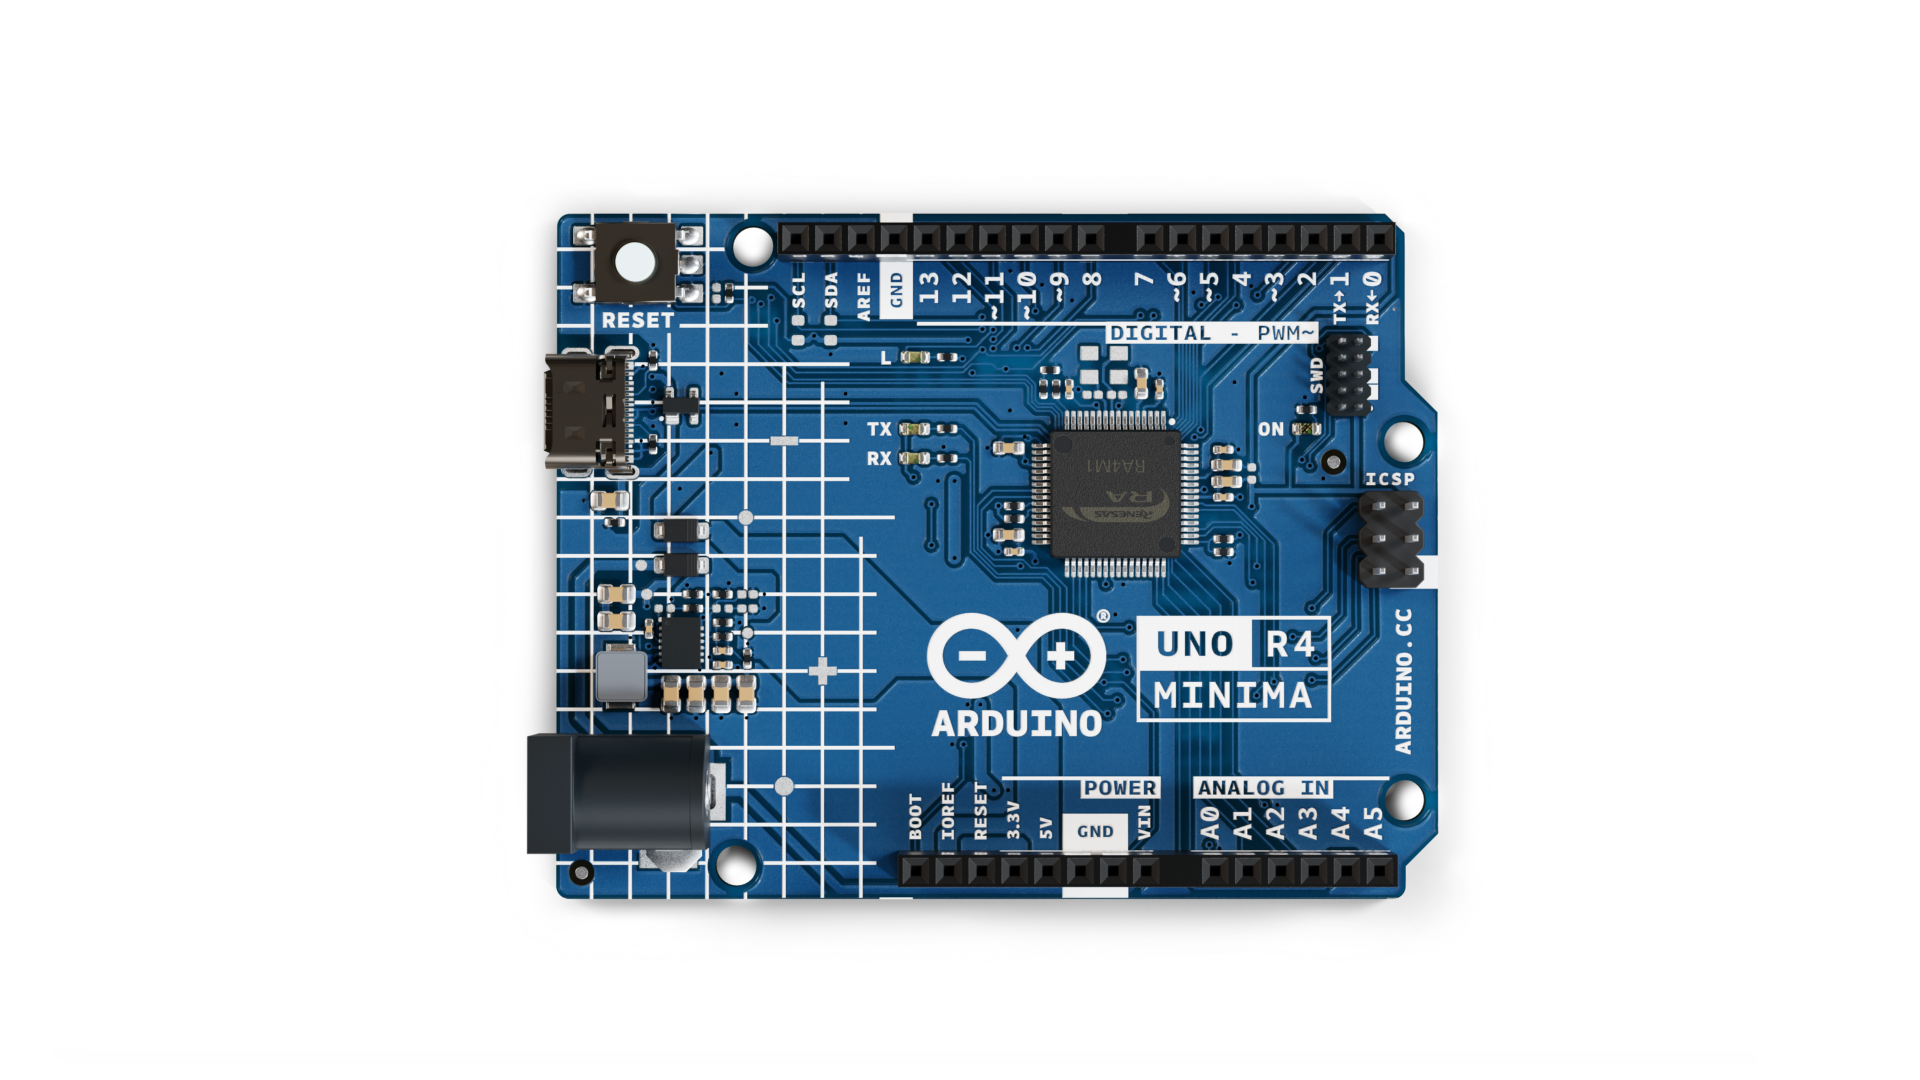 RESET
SCL
SDA
AREF
GND
13
12
~11
~10
~9
8
7
~6
~5
4
~3
2
TX→1
RX←0
DIGITAL - PWM~
L
TX
RX
SWD
ON
ICSP
RA4M1
RA
RENESAS
®
ARDUINO
UNO R4
MINIMA
ARDUINO.CC
POWER
ANALOG IN
BOOT
IOREF
RESET
3.3V
5V
GND
VIN
A0
A1
A2
A3
A4
A5